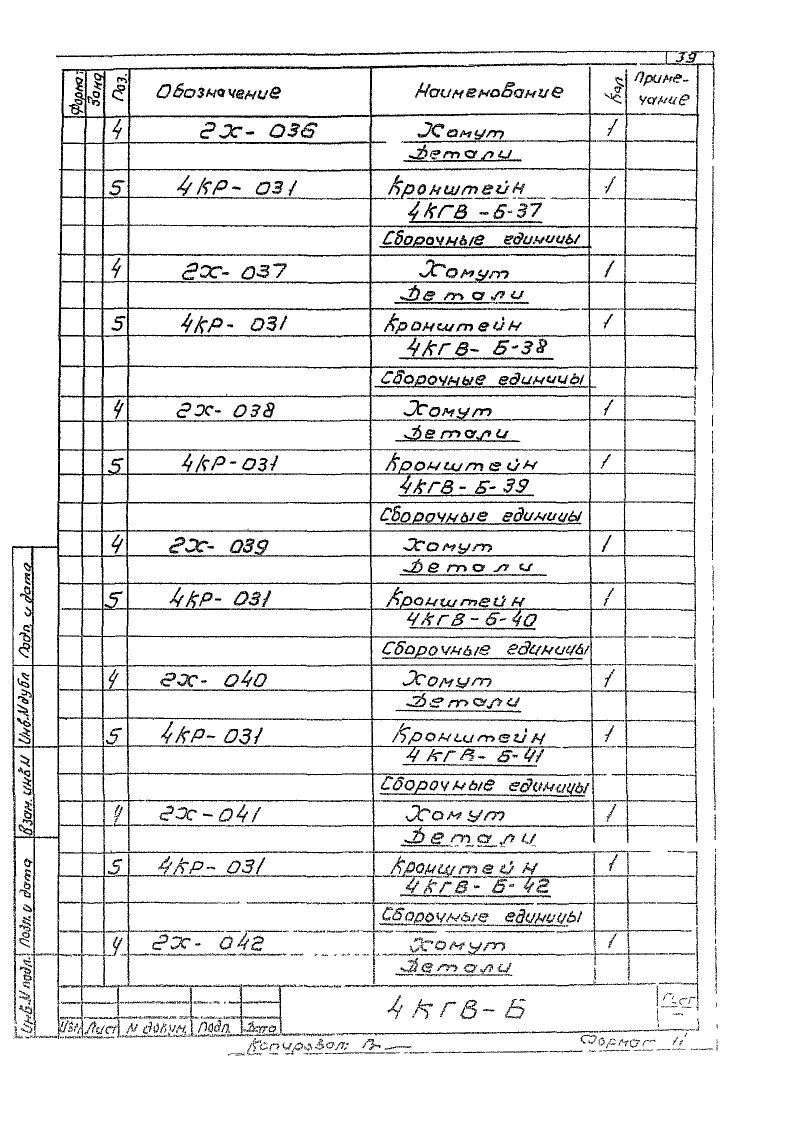 39
Форма: Зона Поз. Обозначение Наименование Кол Приме-
чание
4 2Х- 036 Хомут 1
Детали
5 4КР- 031 Кронштейн 1
4КГВ -Б-37
Сборочные единицы
4 2Х- 037 Хомут 1
Детали
5 4КР- 031 Кронштейн 1
4КГВ- Б-38
Сборочные единицы
4 2Х- 038 Хомут 1
Детали
5 4КР-031 Кронштейн 1
4КГВ- Б- 39
Сборочные единицы
4 2Х- 039 Хомут 1
Детали
5 4КР- 031 Кронштейн 1
4КГВ-Б-40
Сборочные единицы
4 2Х- 040 Хомут 1
Детали
5 4КР-031 Кронштейн 1
4 КГВ- Б-41
Сборочные единицы
4 2Х-041 Хомут 1
Детали
5 4КР-031 Кронштейн 1
4КГВ- Б-42
Сборочные единицы
4 2Х- 042 Хомут 1
Детали
Подп. и дата
Инв.№ дубл
Взам. инв.№
Подп. и дата
Инв.№ подл.
Изм. Лист № докум. Подп. Дата
4КГВ-Б
Лист
Копировал:
Формат 11